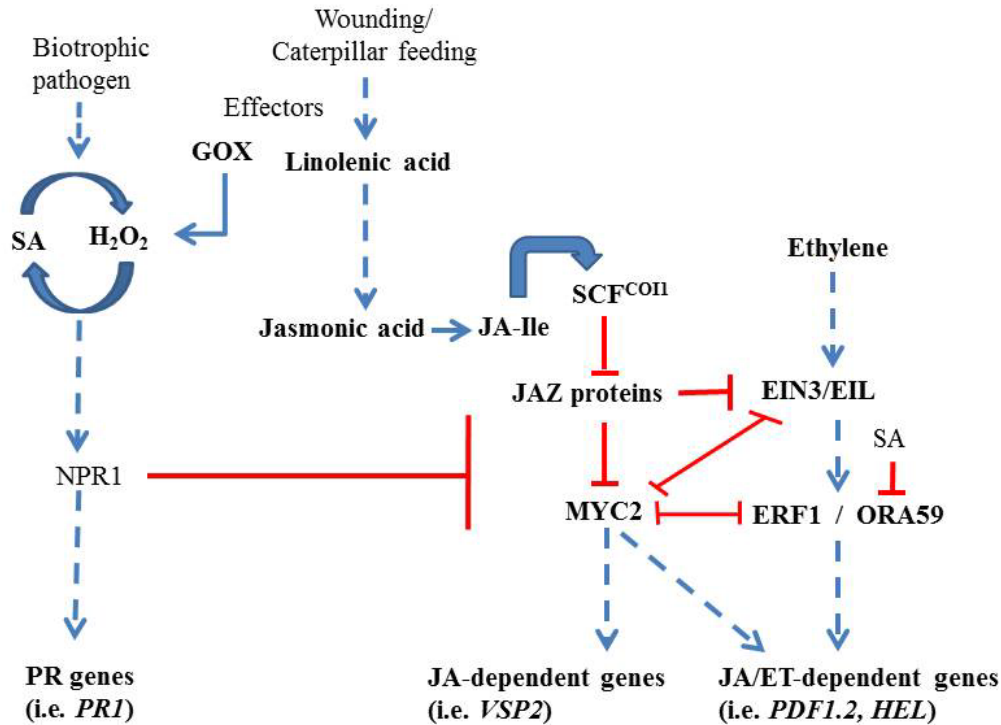 Wounding/
Caterpillar feeding
Biotrophic
pathogen
Effectors
GOX
Linolenic acid
SA
H₂O₂
Ethylene
SCF^COI1
Jasmonic acid
JA-Ile
JAZ proteins
EIN3/EIL
SA
NPR1
MYC2
ERF1 / ORA59
PR genes
(i.e. PR1)
JA-dependent genes
(i.e. VSP2)
JA/ET-dependent genes
(i.e. PDF1.2, HEL)